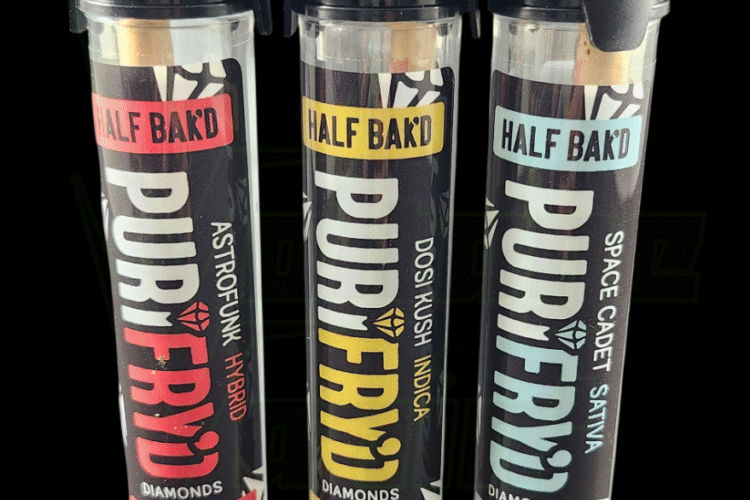 HALF BAK'D
PURIFRY'D
ASTROFUNK HYBRID
DIAMONDS
HALF BAK'D
PURIFRY'D
DOSI KUSH INDICA
DIAMONDS
HALF BAK'D
PURIFRY'D
SPACE CADET SATIVA
DIAMONDS